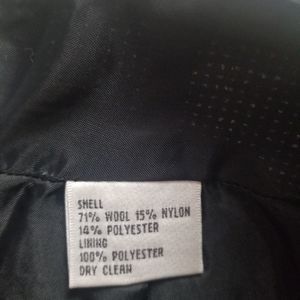 SHELL
71% WOOL 15% NYLON
14% POLYESTER
LINING
100% POLYESTER
DRY CLEAN